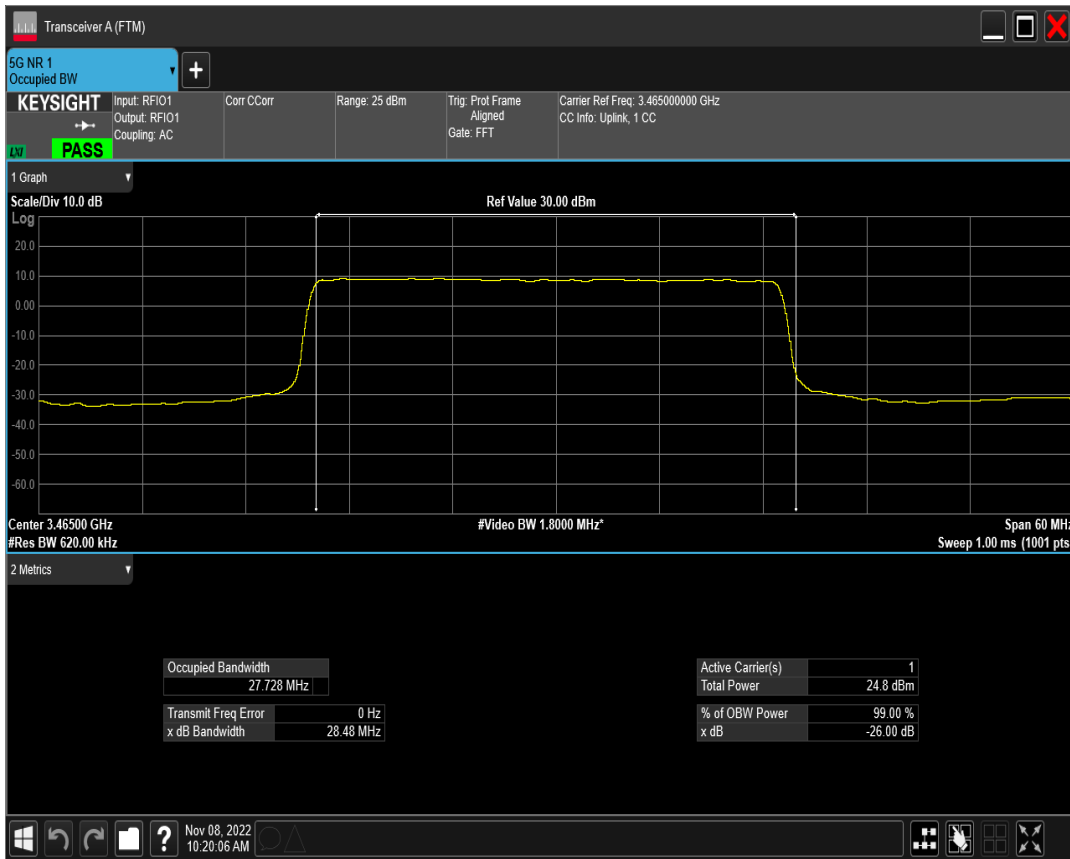 Transceiver A (FTM)
5G NR 1
Occupied BW
+
KEYSIGHT
Input: RFIO1
Output: RFIO1
Coupling: AC
Corr CCorr
Range: 25 dBm
Trig: Prot Frame
Aligned
Gate: FFT
Carrier Ref Freq: 3.465000000 GHz
CC Info: Uplink, 1 CC
LXI
PASS
1 Graph
Scale/Div 10.0 dB
Ref Value 30.00 dBm
Log
20.0
10.0
0.00
-10.0
-20.0
-30.0
-40.0
-50.0
-60.0
Center 3.46500 GHz
#Video BW 1.8000 MHz*
Span 60 MHz
#Res BW 620.00 kHz
Sweep 1.00 ms (1001 pts
2 Metrics
Occupied Bandwidth
27.728 MHz
Transmit Freq Error 0 Hz
x dB Bandwidth 28.48 MHz
Active Carrier(s) 1
Total Power 24.8 dBm
% of OBW Power 99.00 %
x dB -26.00 dB
?
Nov 08, 2022
10:20:06 AM